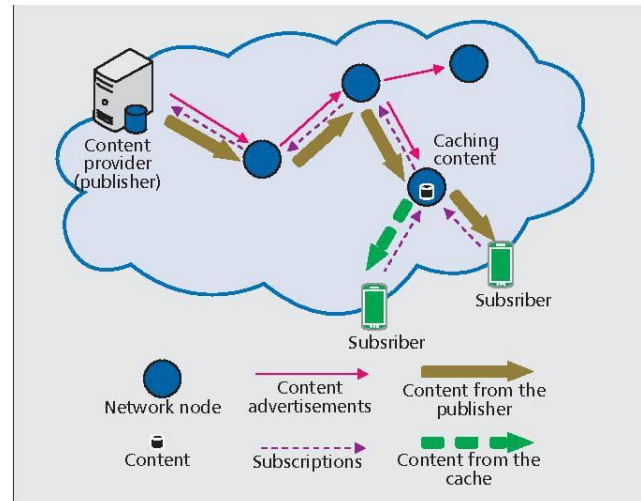 Content
provider
(publisher)
Caching
content
Subsriber
Subsriber
Network node
Content
advertisements
Content from the
publisher
Content
Subscriptions
Content from the
cache